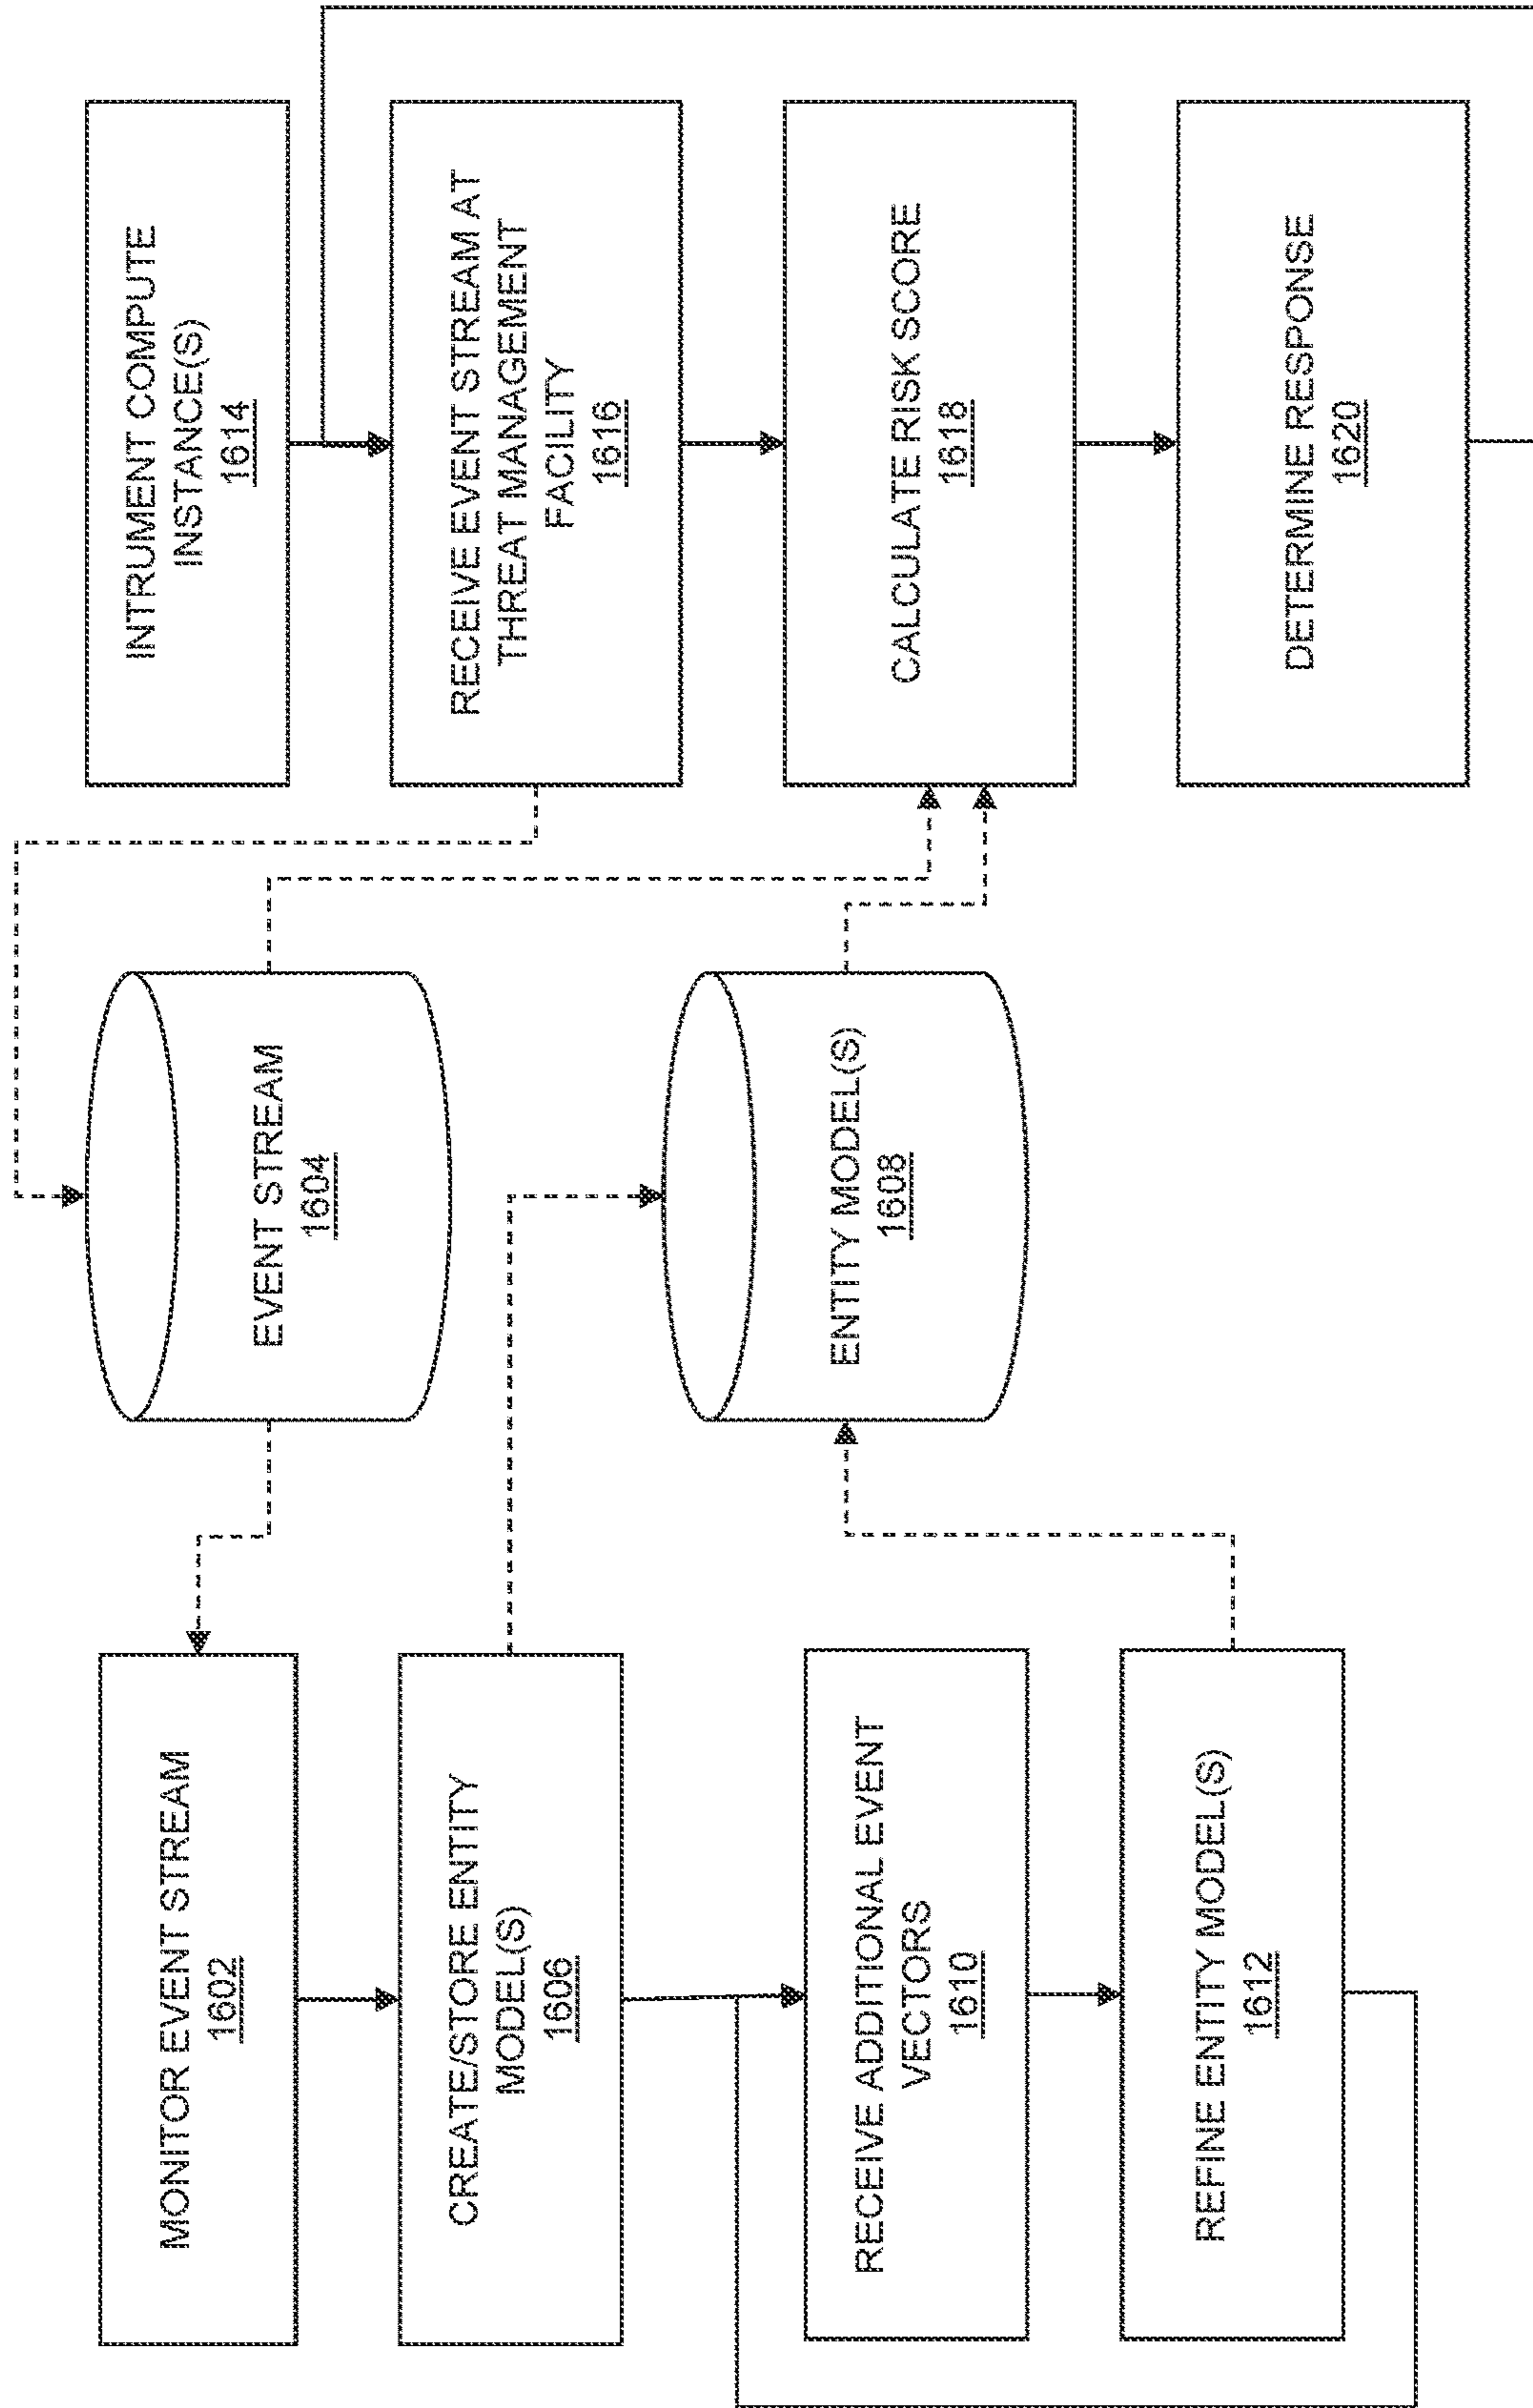 MONITOR EVENT STREAM
1602
CREATE/STORE ENTITY
MODEL(S)
1606
RECEIVE ADDITIONAL EVENT
VECTORS
1610
REFINE ENTITY MODEL(S)
1612
EVENT STREAM
1604
ENTITY MODEL(S)
1608
INTRUMENT COMPUTE
INSTANCE(S)
1614
RECEIVE EVENT STREAM AT
THREAT MANAGEMENT
FACILITY
1616
CALCULATE RISK SCORE
1618
DETERMINE RESPONSE
1620